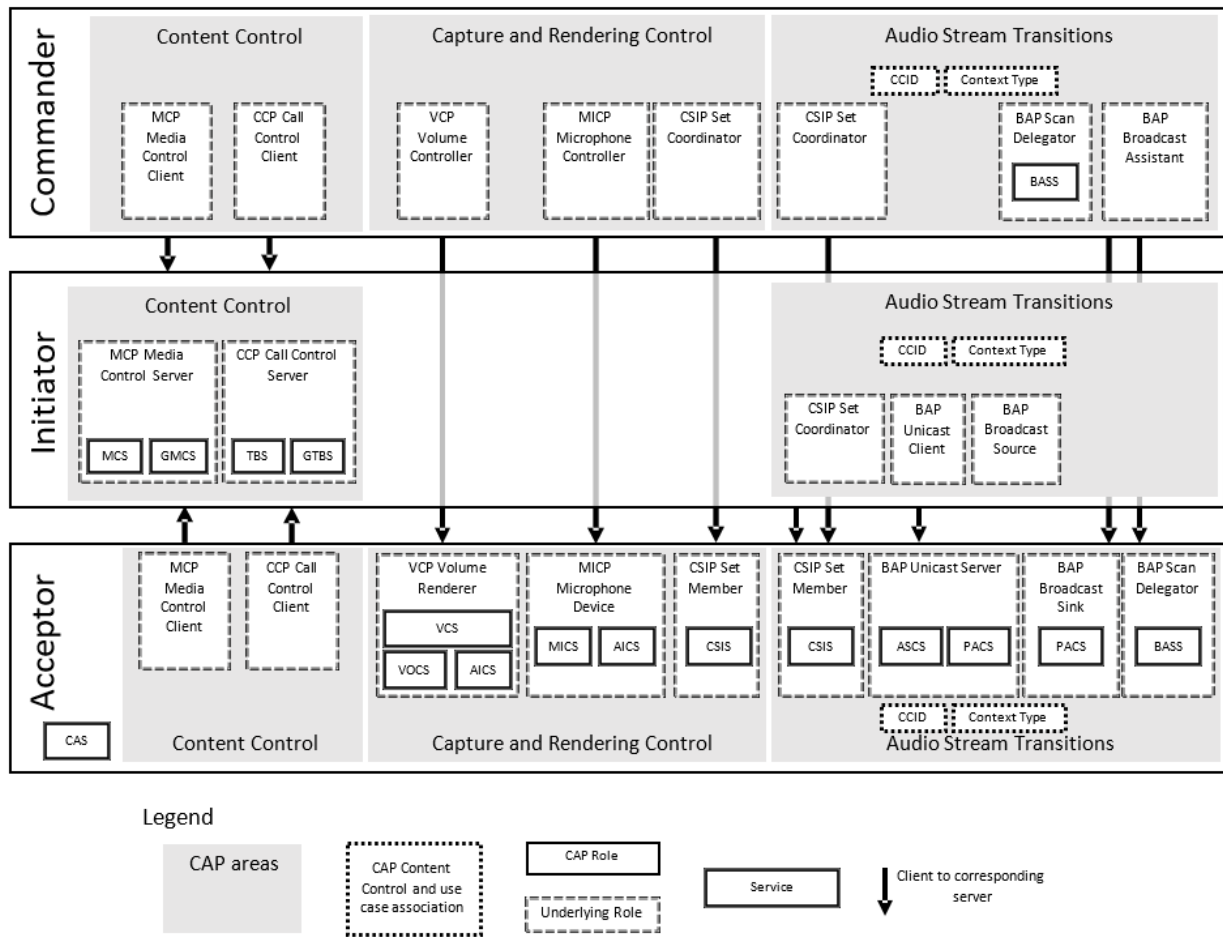 Commander
Content Control
Capture and Rendering Control
Audio Stream Transitions
CCID
Context Type
MCP
Media
Control
Client
CCP Call
Control
Client
VCP
Volume
Controller
MICP
Microphone
Controller
CSIP Set
Coordinator
CSIP Set
Coordinator
BAP Scan
Delegator
BASS
BAP
Broadcast
Assistant
Initiator
Content Control
MCP Media
Control Server
MCS
GMCS
CCP Call Control
Server
TBS
GTBS
Audio Stream Transitions
CCID
Context Type
CSIP Set
Coordinator
BAP
Unicast
Client
BAP
Broadcast
Source
Acceptor
CAS
MCP
Media
Control
Client
CCP Call
Control
Client
Content Control
VCP Volume
Renderer
VCS
VOCS
AICS
MICP
Microphone
Device
MICS
AICS
CSIP Set
Member
CSIS
Capture and Rendering Control
CSIP Set
Member
CSIS
BAP Unicast Server
ASCS
PACS
BAP
Broadcast
Sink
PACS
BAP Scan
Delegator
BASS
CCID
Context Type
Audio Stream Transitions
Legend
CAP areas
CAP Content
Control and use
case association
CAP Role
Underlying Role
Service
Client to corresponding
server